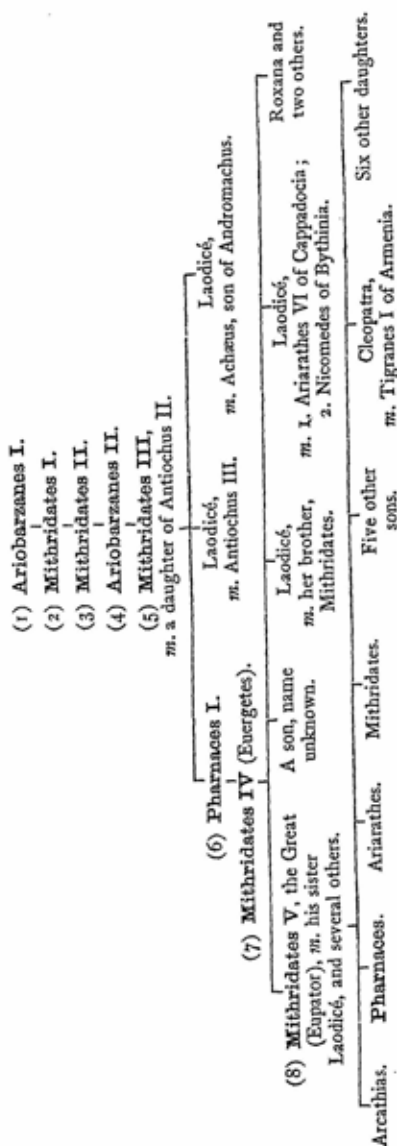 (1) Ariobarzanes I.
(2) Mithridates I.
(3) Mithridates II.
(4) Ariobarzanes II.
(5) Mithridates III,
m. a daughter of Antiochus II.
(6) Pharnaces I.
Laodicé,
m. Antiochus III.
Laodicé,
m. Achæus, son of Andromachus.
(7) Mithridates IV (Euergetes).
(8) Mithridates V, the Great
(Eupator), m. his sister
Laodicé, and several others.
A son, name
unknown.
Laodicé,
m. her brother,
Mithridates.
Laodicé,
m. 1, Ariarathes VI of Cappadocia;
2. Nicomedes of Bythinia.
Roxana and
two others.
Arcathias.
Pharnaces.
Ariarathes.
Mithridates.
Five other
sons.
Cleopatra,
m. Tigranes I of Armenia.
Six other daughters.